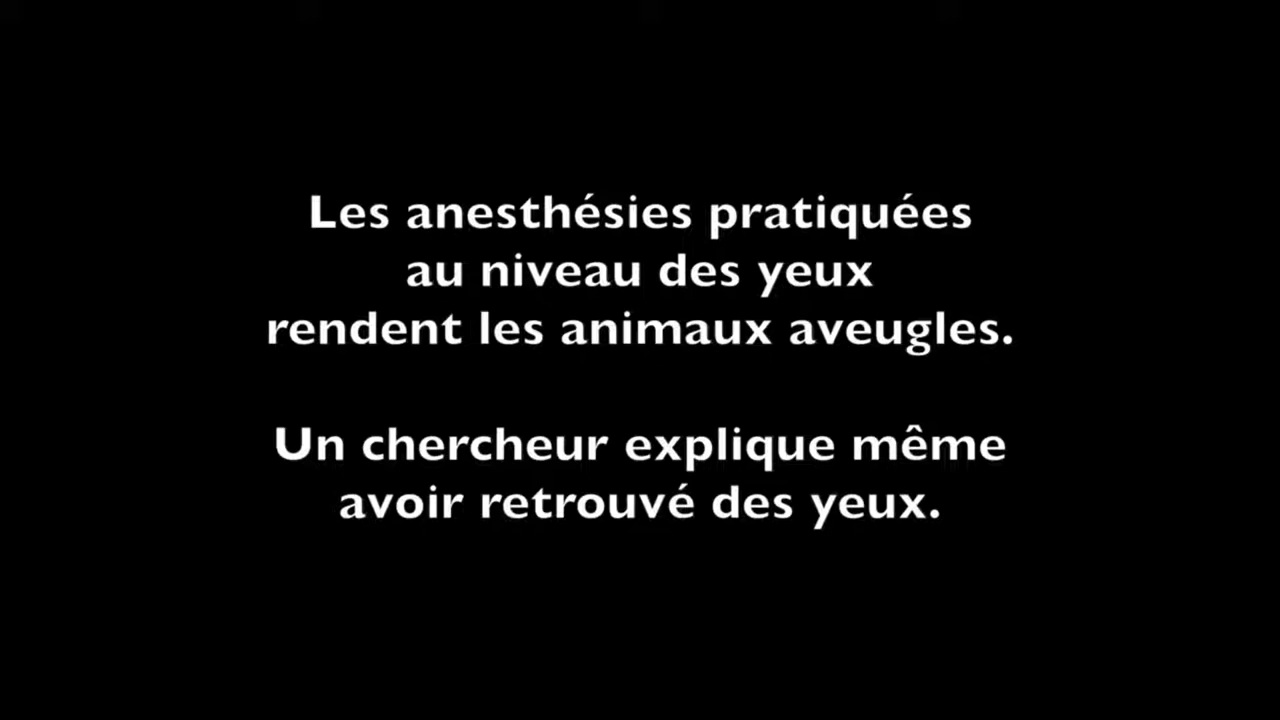 Les anesthésies pratiquées
au niveau des yeux
rendent les animaux aveugles.
Un chercheur explique même
avoir retrouvé des yeux.